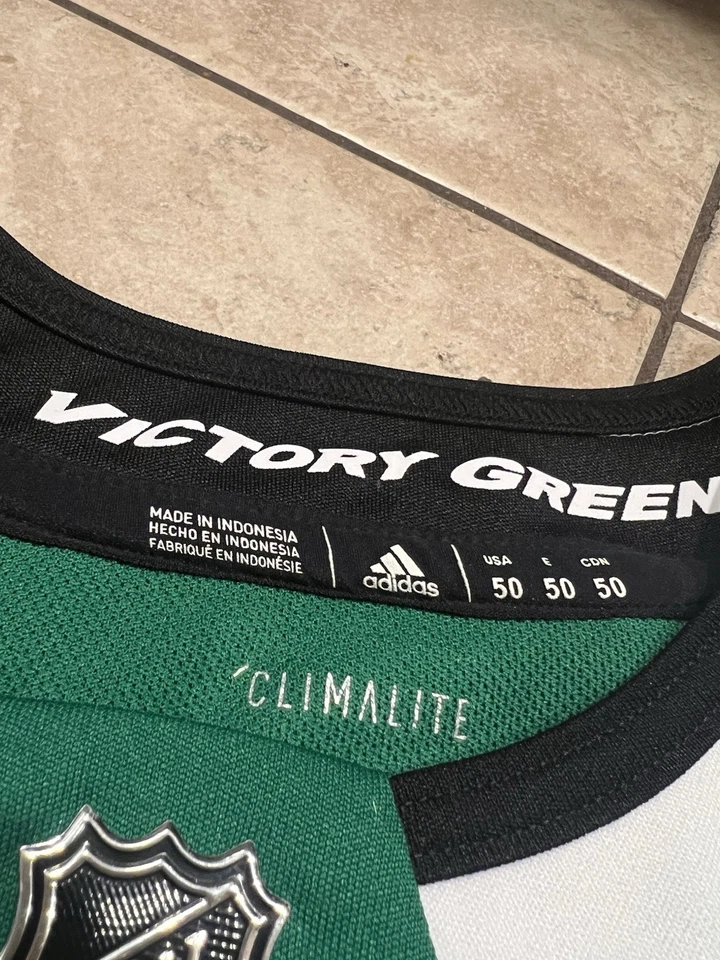 VICTORY GREEN
MADE IN INDONESIA
HECHO EN INDONESIA
FABRIQUÉ EN INDONÉSIE
adidas
USA E CDN
50 50 50
CLIMALITE